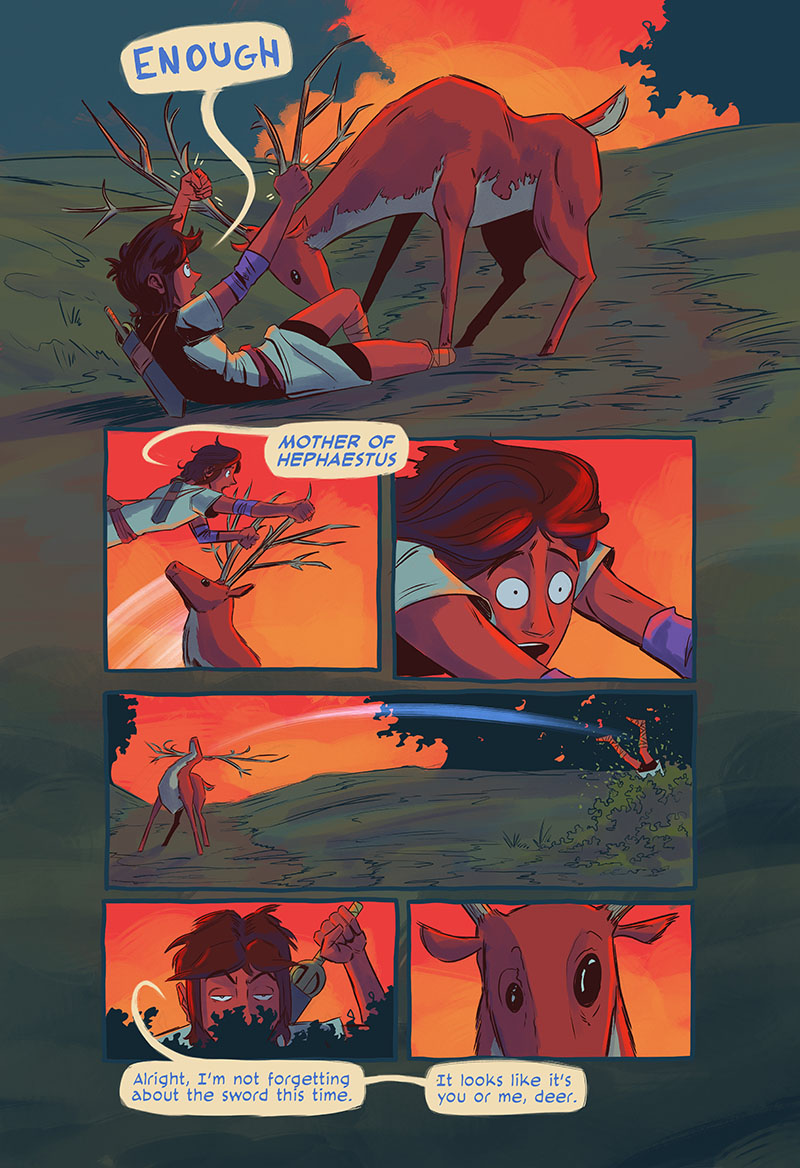 ENOUGH
MOTHER OF
HEPHAESTUS
Alright, I'm not forgetting
about the sword this time.
It looks like it's
you or me, deer.